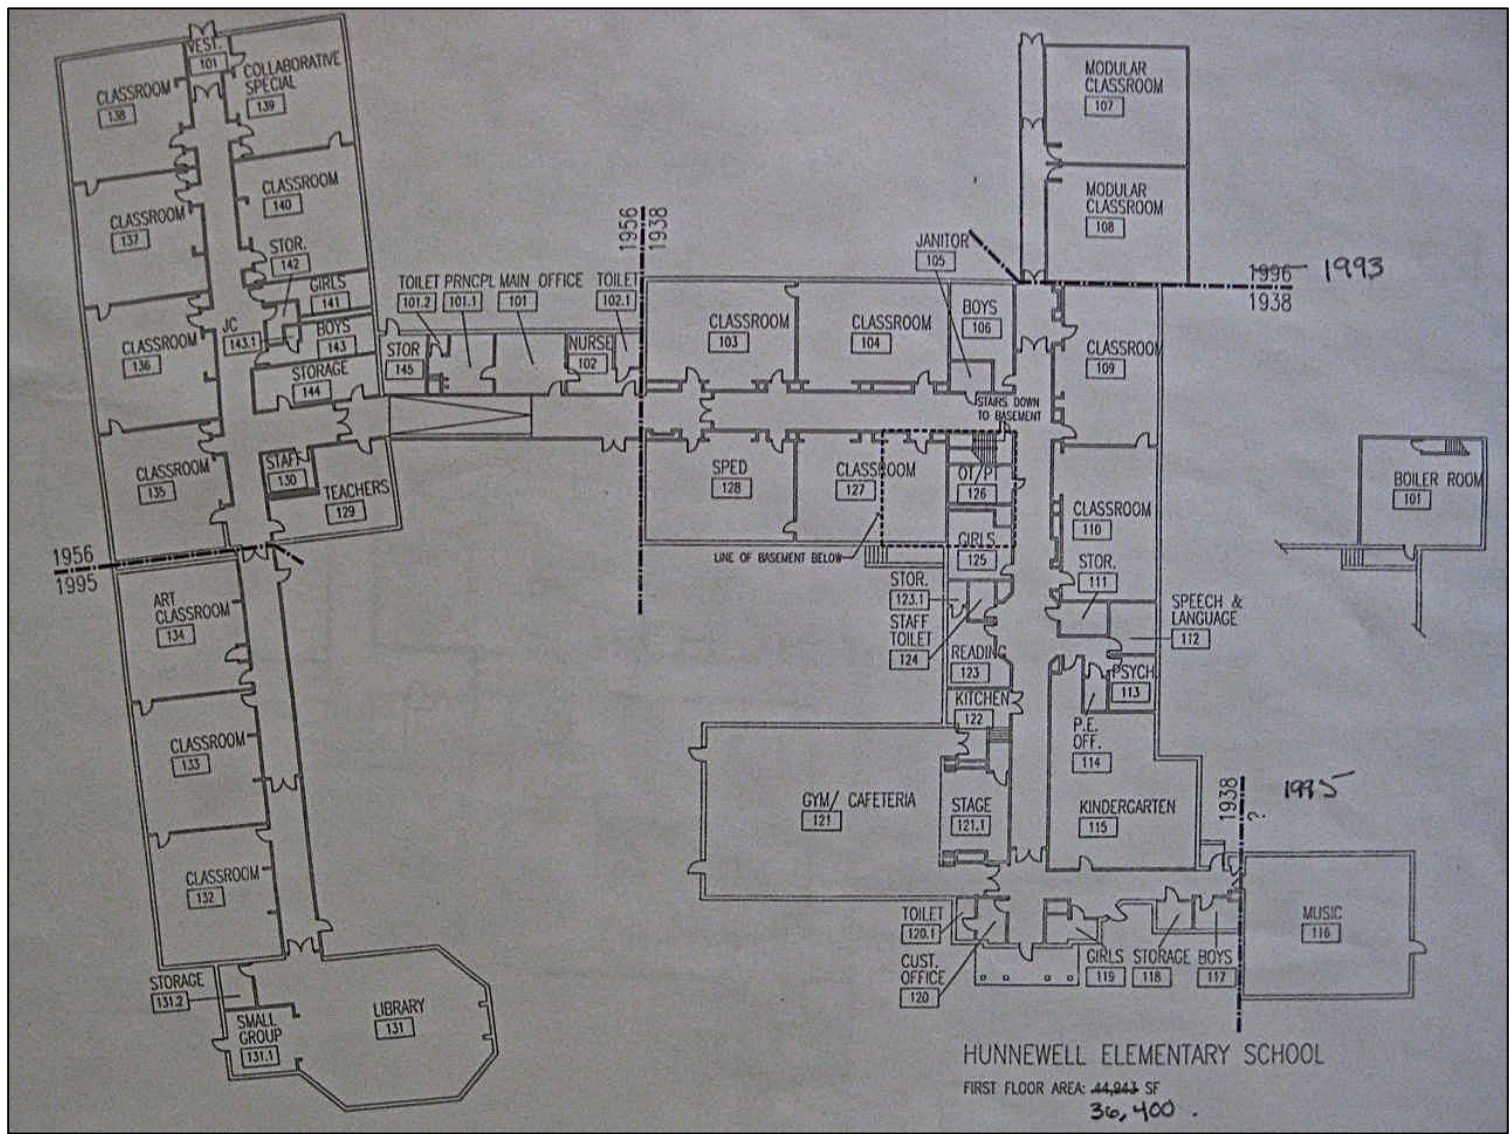 VEST.
101
COLLABORATIVE
SPECIAL
139
CLASSROOM
138
CLASSROOM
137
CLASSROOM
140
STOR.
142
GIRLS
141
JC
143.1
BOYS
143
CLASSROOM
136
STORAGE
144
CLASSROOM
135
STAFF
130
TEACHERS
129
1956
1995
ART
CLASSROOM
134
CLASSROOM
133
CLASSROOM
132
STORAGE
131.2
SMALL
GROUP
131.1
LIBRARY
131
TOILET
101.2
PRNCPL
101.1
MAIN OFFICE
101
TOILET
102.1
STOR
145
NURSE
102
1956
1938
CLASSROOM
103
CLASSROOM
104
JANITOR
105
BOYS
106
MODULAR
CLASSROOM
107
MODULAR
CLASSROOM
108
1996 1993
1938
CLASSROOM
109
STAIRS DOWN
TO BASEMENT
SPED
128
CLASSROOM
127
OT/PT
126
GIRLS
125
LINE OF BASEMENT BELOW
CLASSROOM
110
STOR.
111
SPEECH &
LANGUAGE
112
BOILER ROOM
101
STOR.
123.1
STAFF
TOILET
124
READING
123
PSYCH
113
KITCHEN
122
P.E.
OFF.
114
GYM/ CAFETERIA
121
STAGE
121.1
KINDERGARTEN
115
1938
?
1995
TOILET
120.1
CUST.
OFFICE
120
GIRLS
119
STORAGE
118
BOYS
117
MUSIC
116
HUNNEWELL ELEMENTARY SCHOOL
FIRST FLOOR AREA: 44,943 SF
36,400.